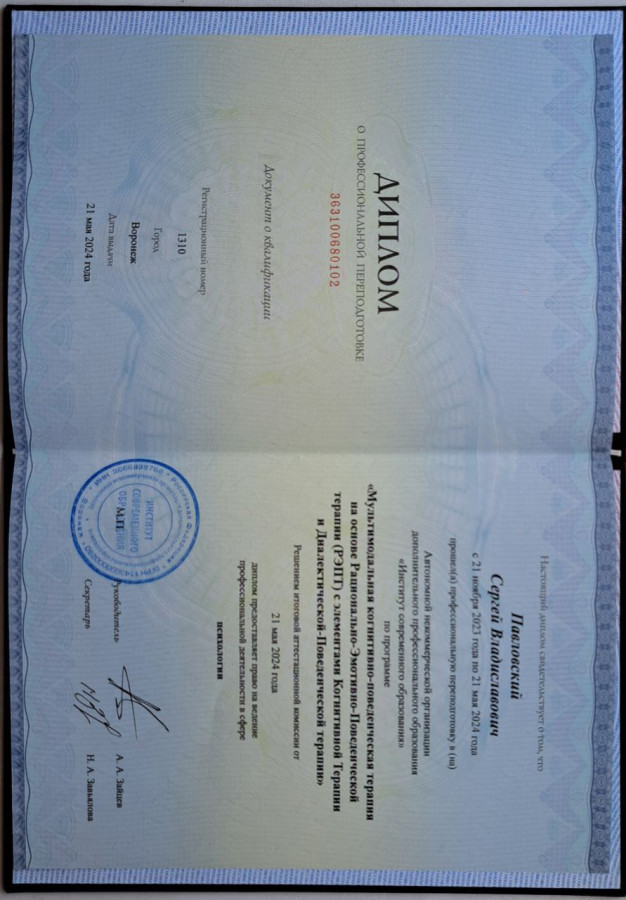 ДИПЛОМ
О ПРОФЕССИОНАЛЬНОЙ ПЕРЕПОДГОТОВКЕ
363100680102
Документ о квалификации
Регистрационный номер
1310
Город
Воронеж
Дата выдачи
21 мая 2024 года
Настоящий диплом свидетельствует о том, что
Павловский
Сергей Владиславович
с 21 ноября 2023 года по 21 мая 2024 года
прошел(а) профессиональную переподготовку в (на)
Автономной некоммерческой организации
дополнительного профессионального образования
«Институт современного образования»
по программе
«Мультимодальная когнитивно-поведенческая терапия
на основе Рационально-Эмотивно-Поведенческой
терапии (РЭПТ) с элементами Когнитивной Терапии
и Диалектической-Поведенческой терапии»
Решением итоговой аттестационной комиссии от
21 мая 2024 года
диплом предоставляет право на ведение
профессиональной деятельности в сфере
психологии
М.П.
Руководитель
А. А. Зайцев
Секретарь
Н. А. Завьялова
ИНСТИТУТ
СОВРЕМЕННОГО
ОБРАЗОВАНИЯ